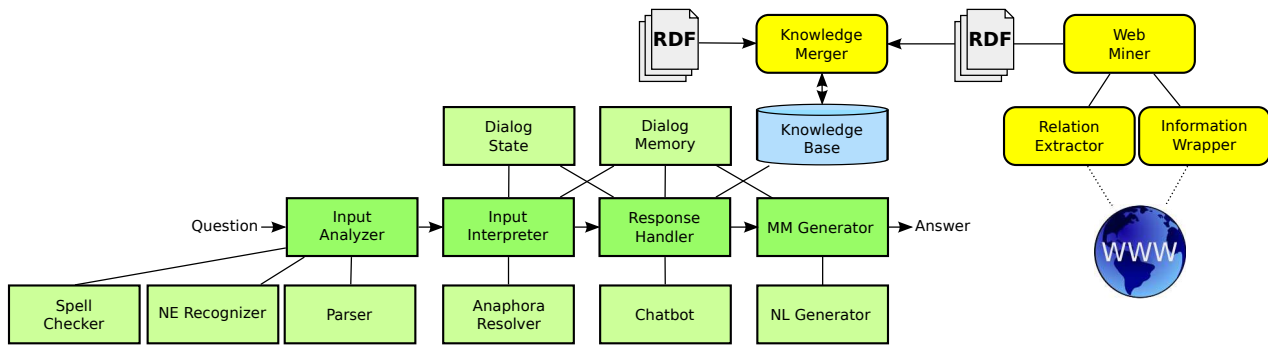 RDF
Knowledge
Merger
RDF
Web
Miner
Dialog
State
Dialog
Memory
Knowledge
Base
Relation
Extractor
Information
Wrapper
Question
Input
Analyzer
Input
Interpreter
Response
Handler
MM Generator
Answer
WWW
Spell
Checker
NE Recognizer
Parser
Anaphora
Resolver
Chatbot
NL Generator